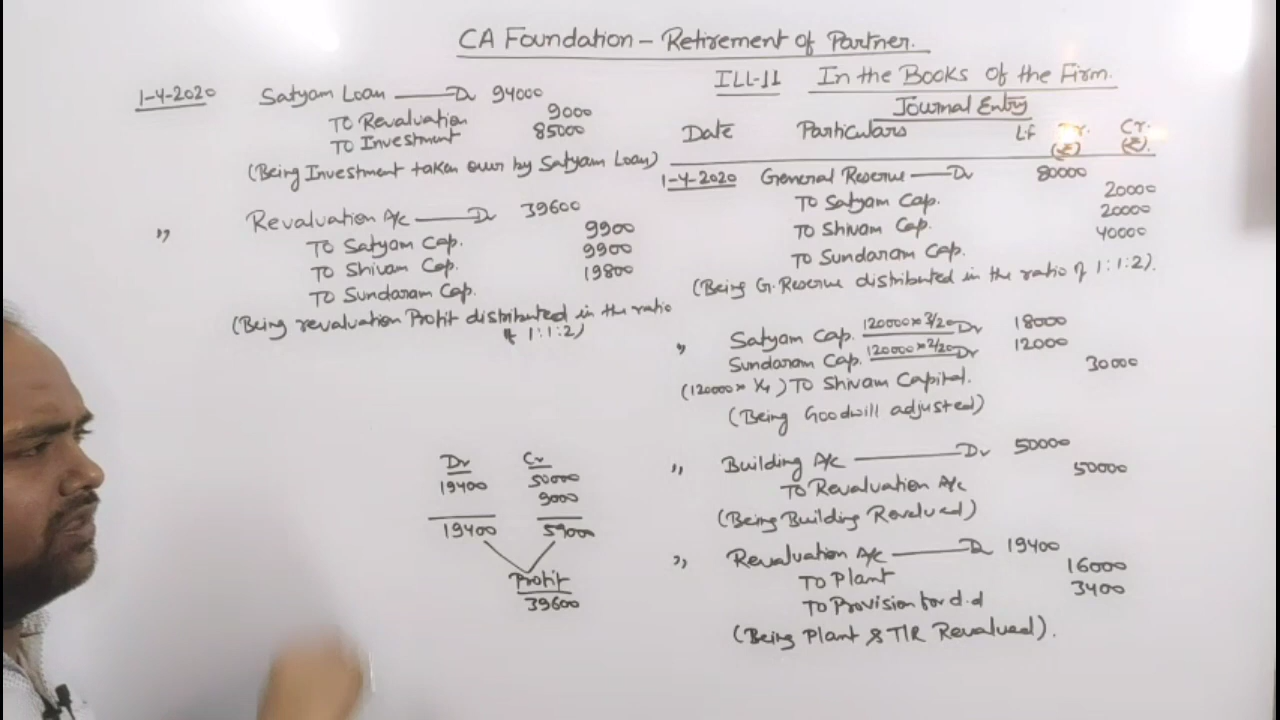 CA Foundation - Retirement of Partner.
ILL-11 In the Books of the Firm.
Journal Entry
Date Particulars Lf Dr. (₹) Cr. (₹)
1-4-2020 General Reserve — Dr 80000
To Satyam Cap. 20000
To Shivam Cap. 20000
To Sundaram Cap. 40000
(Being G. Reserve distributed in the ratio of 1:1:2).
" Satyam Cap. 120000x3/20 Dr 18000
Sundaram Cap. 120000x2/20 Dr 12000
(120000x 1/4) To Shivam Capital. 30000
(Being Goodwill adjusted)
" Building A/c — Dr 50000
To Revaluation A/c 50000
(Being Building Revalued)
" Revaluation A/c — Dr 19400
To Plant 16000
To Provision for d.d 3400
(Being Plant & T/R Revalued).
1-4-2020 Satyam Loan — Dr 94000
To Revaluation 9000
To Investment 85000
(Being Investment taken over by Satyam Loan)
" Revaluation A/c — Dr 39600
To Satyam Cap. 9900
To Shivam Cap. 9900
To Sundaram Cap. 19800
(Being revaluation Profit distributed in the ratio
of 1:1:2)
Dr Cr
19400 50000
9000
19400 59000
Profit
39600